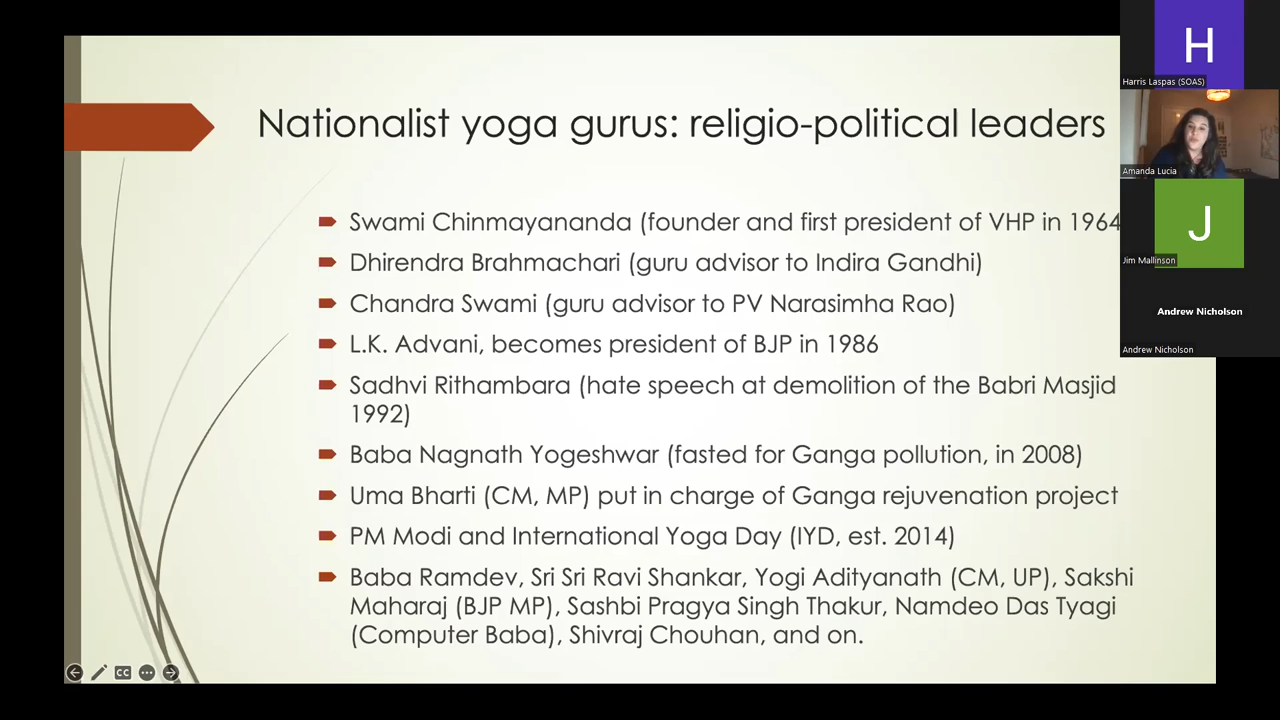 Nationalist yoga gurus: religio-political leaders
Swami Chinmayananda (founder and first president of VHP in 1964
Dhirendra Brahmachari (guru advisor to Indira Gandhi)
Chandra Swami (guru advisor to PV Narasimha Rao)
L.K. Advani, becomes president of BJP in 1986
Sadhvi Rithambara (hate speech at demolition of the Babri Masjid
1992)
Baba Nagnath Yogeshwar (fasted for Ganga pollution, in 2008)
Uma Bharti (CM, MP) put in charge of Ganga rejuvenation project
PM Modi and International Yoga Day (IYD, est. 2014)
Baba Ramdev, Sri Sri Ravi Shankar, Yogi Adityanath (CM, UP), Sakshi
Maharaj (BJP MP), Sashbi Pragya Singh Thakur, Namdeo Das Tyagi
(Computer Baba), Shivraj Chouhan, and on.
CC
H
Harris Laspas (SOAS)
Amanda Lucia
J
Jim Mallinson
Andrew Nicholson
Andrew Nicholson